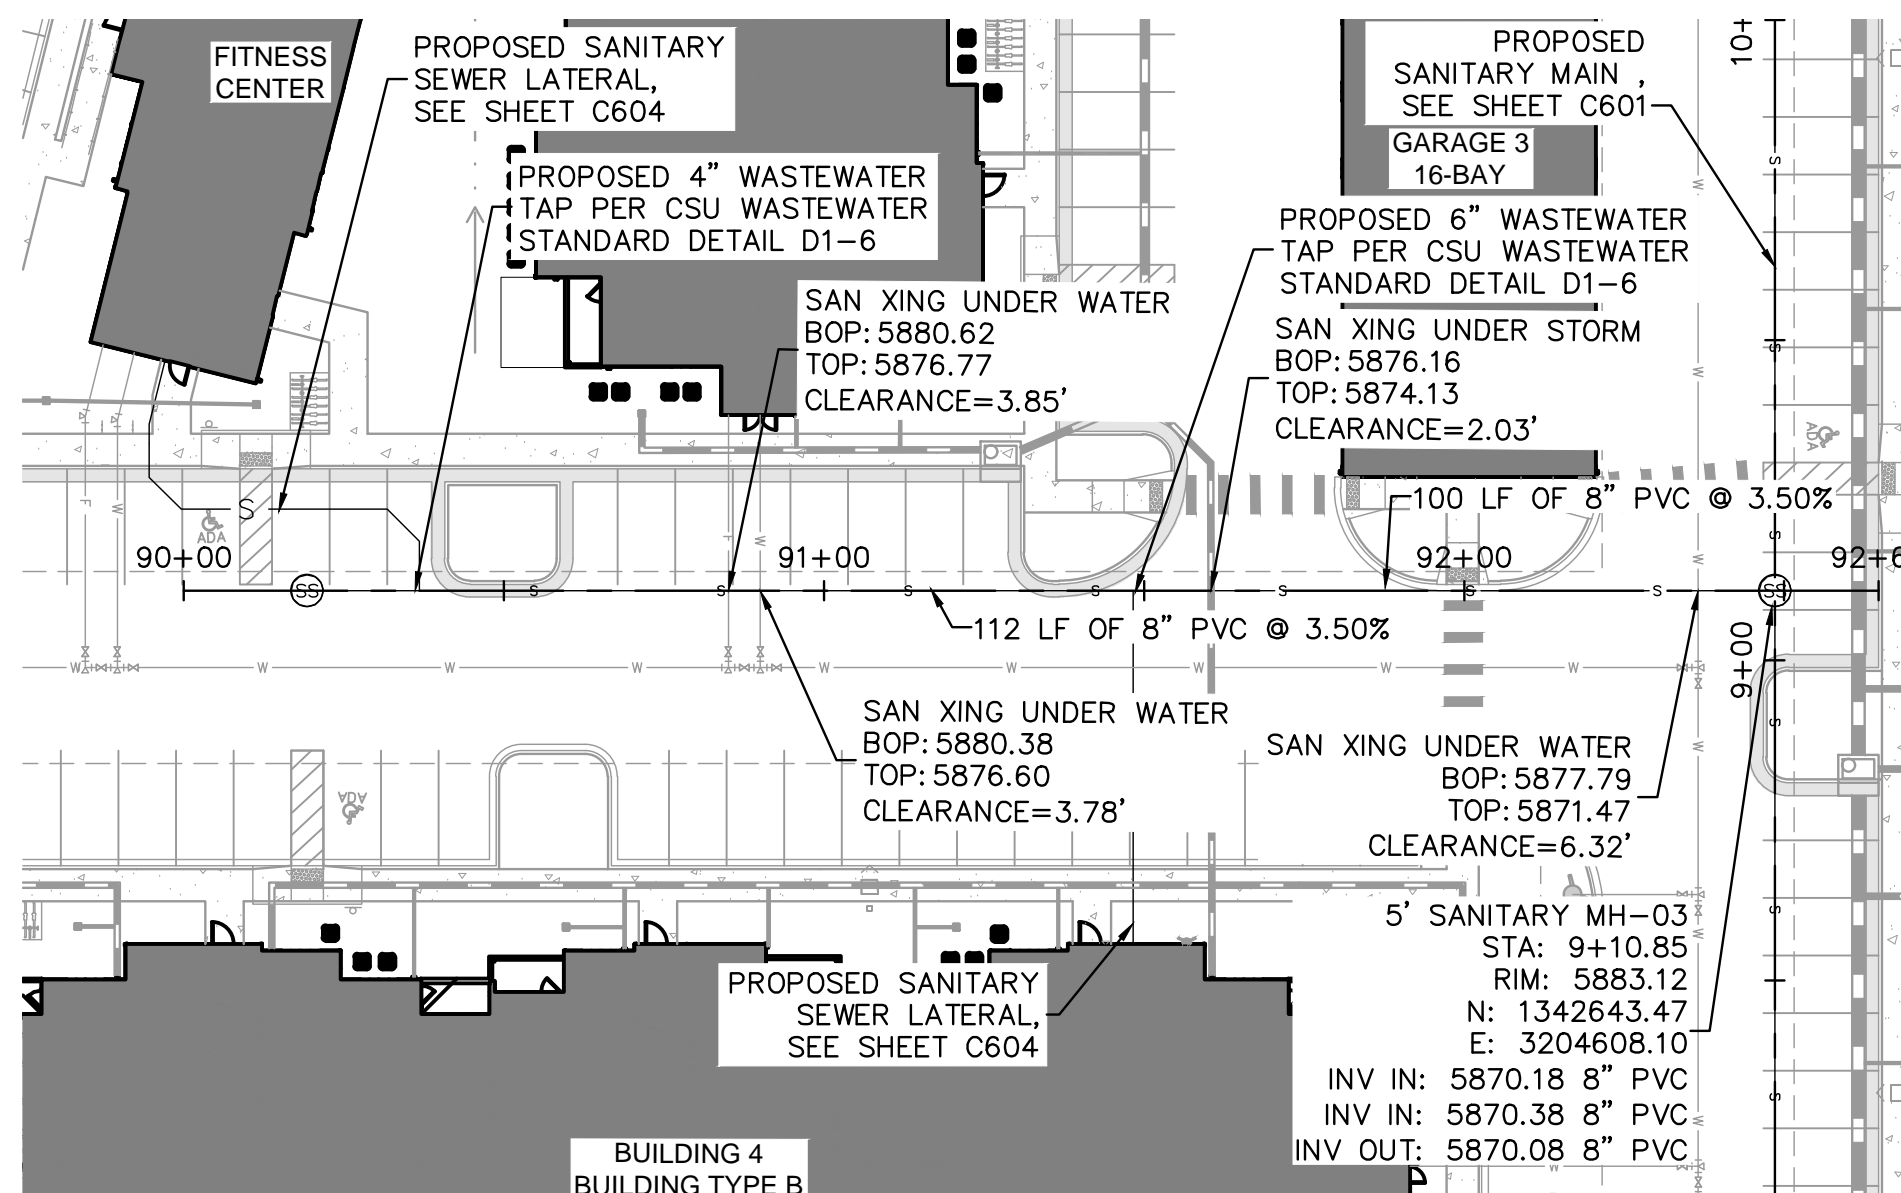 FITNESS
CENTER
PROPOSED SANITARY
SEWER LATERAL,
SEE SHEET C604
PROPOSED
SANITARY MAIN ,
SEE SHEET C601
10+
GARAGE 3
16-BAY
PROPOSED 4" WASTEWATER
TAP PER CSU WASTEWATER
STANDARD DETAIL D1-6
PROPOSED 6" WASTEWATER
TAP PER CSU WASTEWATER
STANDARD DETAIL D1-6
SAN XING UNDER WATER
BOP: 5880.62
TOP: 5876.77
CLEARANCE=3.85'
SAN XING UNDER STORM
BOP: 5876.16
TOP: 5874.13
CLEARANCE=2.03'
ADA
100 LF OF 8" PVC @ 3.50%
S
ADA
90+00
91+00
92+00
92+6
SS
SS
112 LF OF 8" PVC @ 3.50%
9+00
SAN XING UNDER WATER
BOP: 5880.38
TOP: 5876.60
CLEARANCE=3.78'
SAN XING UNDER WATER
BOP: 5877.79
TOP: 5871.47
CLEARANCE=6.32'
ADA
5' SANITARY MH-03
STA: 9+10.85
RIM: 5883.12
N: 1342643.47
E: 3204608.10
INV IN: 5870.18 8" PVC
INV IN: 5870.38 8" PVC
INV OUT: 5870.08 8" PVC
PROPOSED SANITARY
SEWER LATERAL,
SEE SHEET C604
BUILDING 4
BUILDING TYPE B